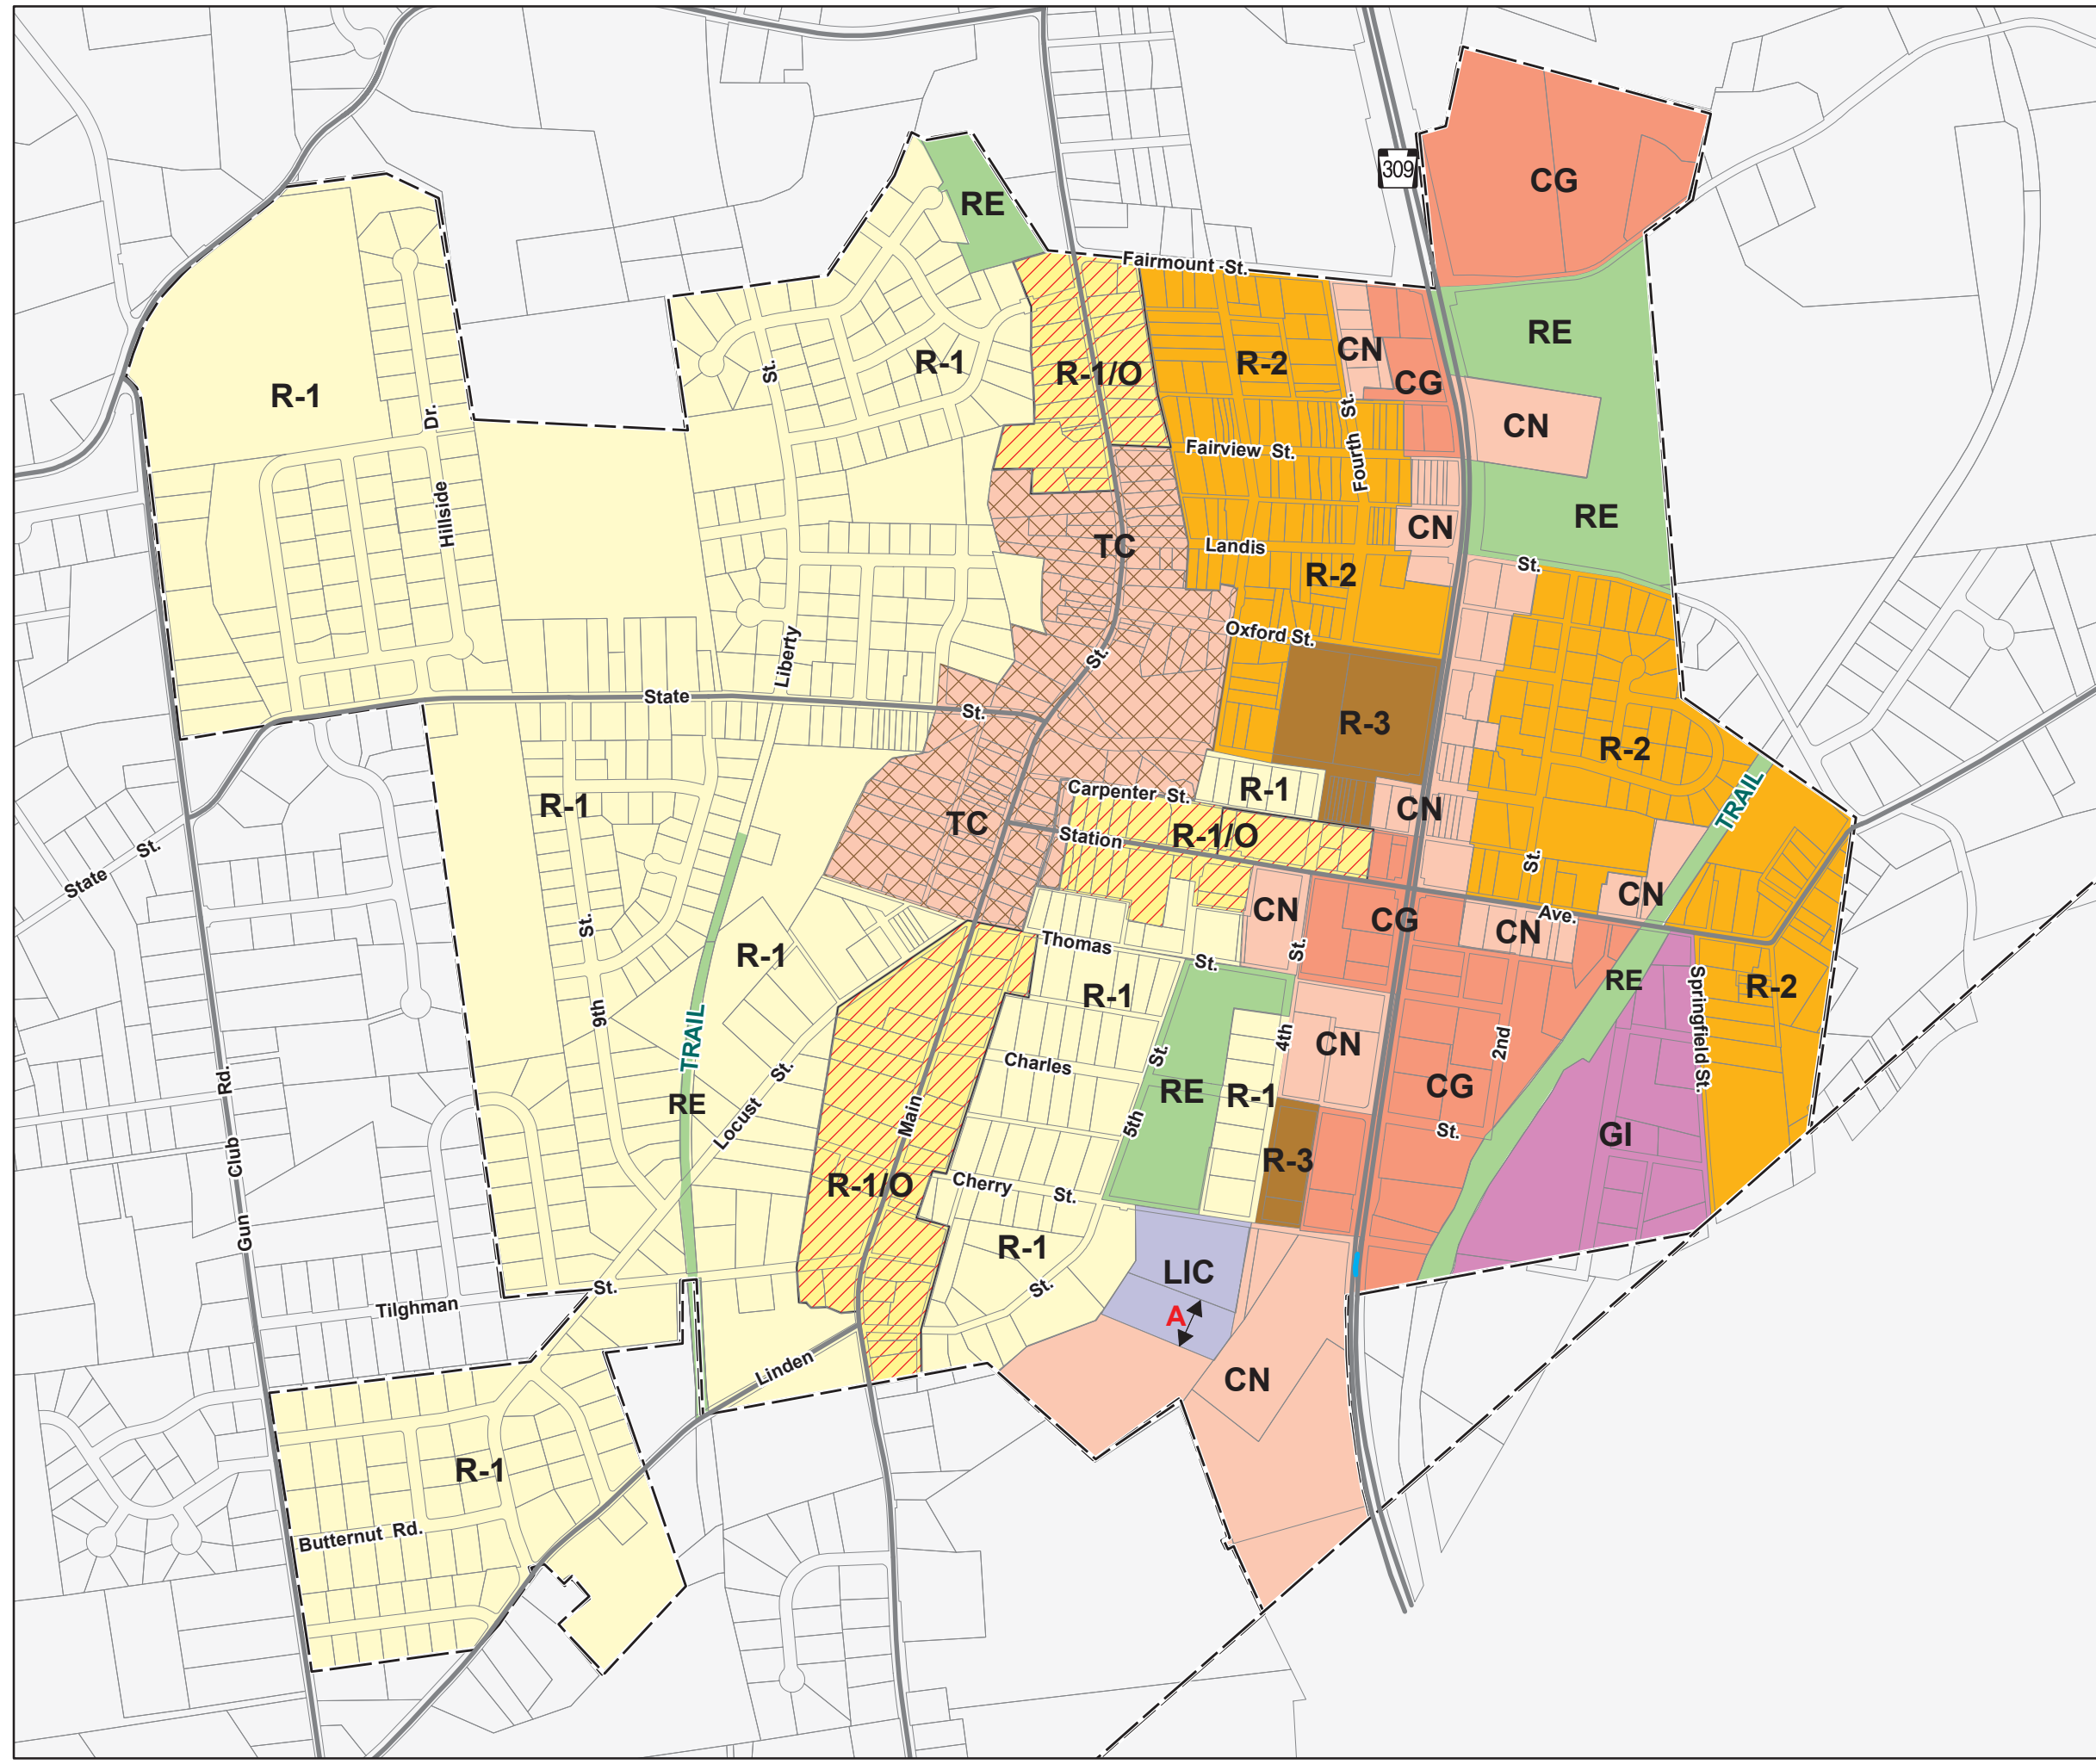 CG
309
RE
Fairmount St.
RE
R-1
R-1/O
R-2
CN
CG
St.
R-1
Dr.
St.
CN
Fairview St.
Fourth
Hillside
RE
CN
TC
Landis
St.
R-2
Oxford St.
Liberty
St.
State
St.
R-3
R-2
R-1
Carpenter St.
R-1
CN
TRAIL
TC
Station
R-1/O
St.
St.
State
CN
CN
CG
Ave.
CN
St.
Thomas
St.
St.
R-1
RE
R-2
Springfield St.
R-1
9th
TRAIL
4th
CN
2nd
Charles
St.
St.
Gun Club Rd.
RE
Locust
RE
R-1
CG
Main
5th
St.
GI
R-3
R-1/O
Cherry St.
R-1
LIC
St.
St.
Tilghman
A
Linden
CN
R-1
Butternut Rd.